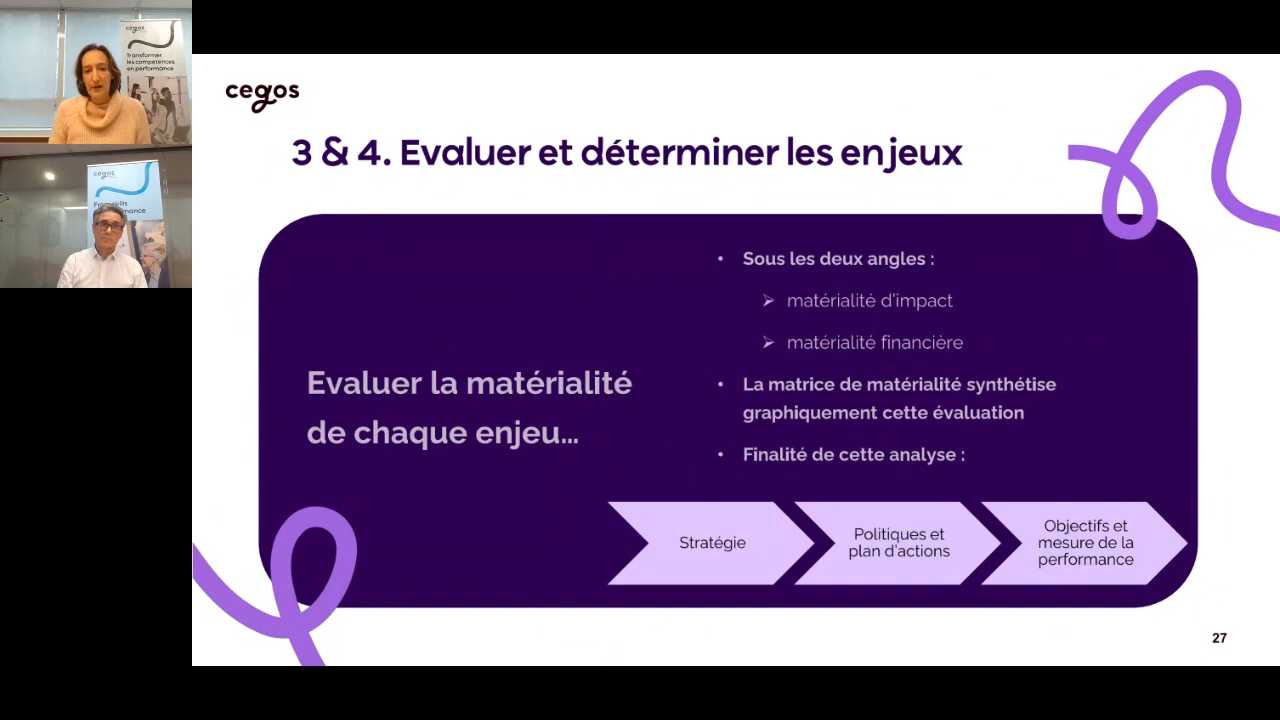 cegos
Transformer
les compétences
en performance
cegos
cegos
3 & 4. Evaluer et déterminer les enjeux
Evaluer la matérialité
de chaque enjeu...
• Sous les deux angles :
➢ matérialité d'impact
➢ matérialité financière
• La matrice de matérialité synthétise
graphiquement cette évaluation
• Finalité de cette analyse :
Stratégie
Politiques et
plan d'actions
Objectifs et
mesure de la
performance
27